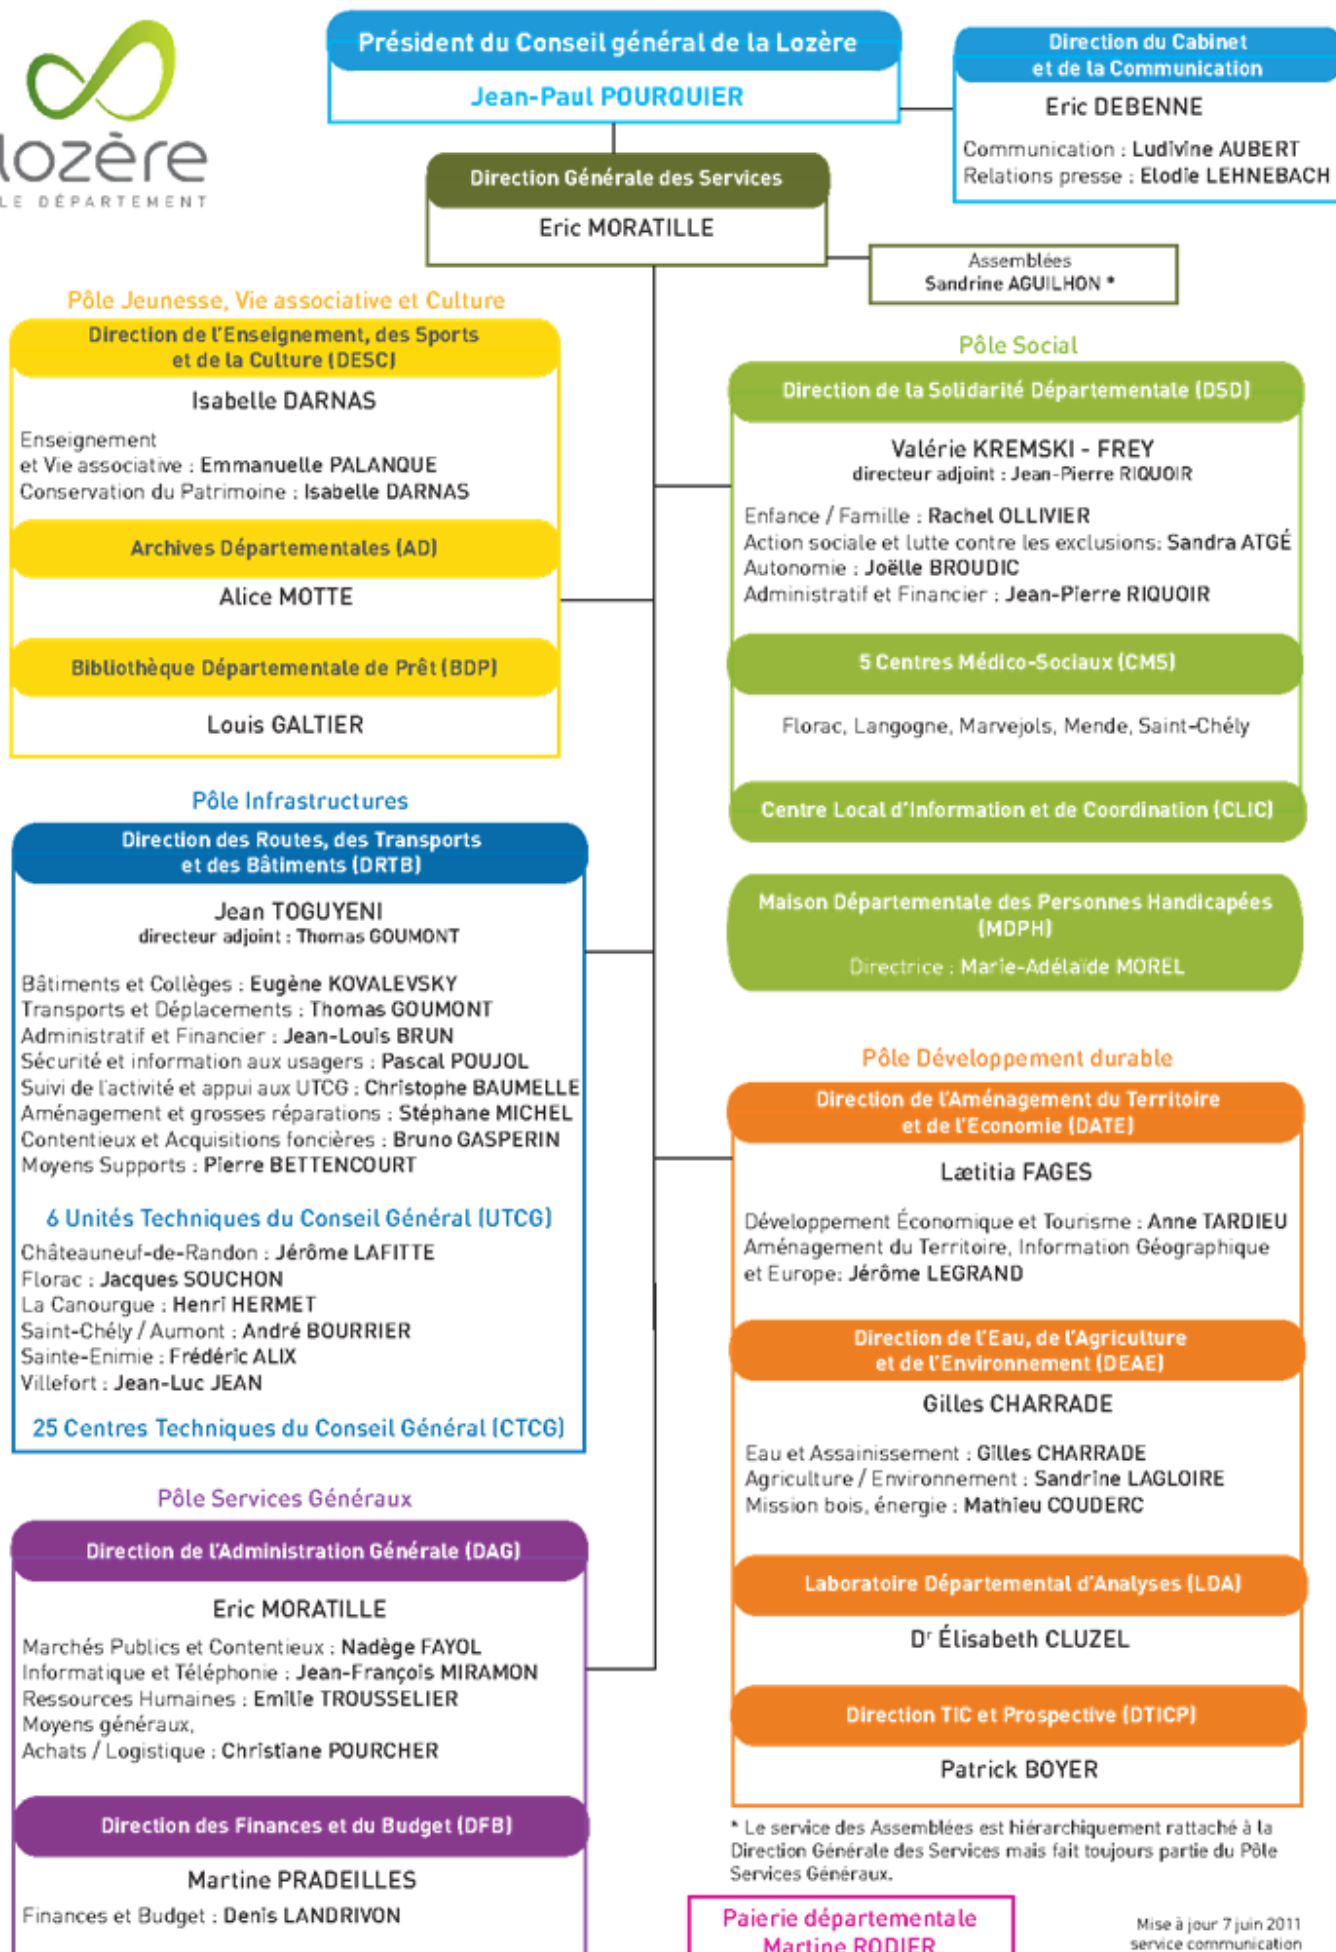 lozère
LE DÉPARTEMENT
Président du Conseil général de la Lozère
Jean-Paul POURQUIER
Direction du Cabinet
et de la Communication
Eric DEBENNE
Communication : Ludivine AUBERT
Relations presse : Elodie LEHNEBACH
Direction Générale des Services
Eric MORATILLE
Assemblées
Sandrine AGUILHON *
Pôle Jeunesse, Vie associative et Culture
Direction de l'Enseignement, des Sports
et de la Culture (DESC)
Isabelle DARNAS
Enseignement
et Vie associative : Emmanuelle PALANQUE
Conservation du Patrimoine : Isabelle DARNAS
Archives Départementales (AD)
Alice MOTTE
Bibliothèque Départementale de Prêt (BDP)
Louis GALTIER
Pôle Social
Direction de la Solidarité Départementale (DSD)
Valérie KREMSKI - FREY
directeur adjoint : Jean-Pierre RIQUOIR
Enfance / Famille : Rachel OLLIVIER
Action sociale et lutte contre les exclusions: Sandra ATGÉ
Autonomie : Joëlle BROUDIC
Administratif et Financier : Jean-Pierre RIQUOIR
5 Centres Médico-Sociaux (CMS)
Florac, Langogne, Marvejols, Mende, Saint-Chély
Centre Local d'Information et de Coordination (CLIC)
Maison Départementale des Personnes Handicapées
(MDPH)
Directrice : Marie-Adélaïde MOREL
Pôle Infrastructures
Direction des Routes, des Transports
et des Bâtiments (DRTB)
Jean TOGUYENI
directeur adjoint : Thomas GOUMONT
Bâtiments et Collèges : Eugène KOVALEVSKY
Transports et Déplacements : Thomas GOUMONT
Administratif et Financier : Jean-Louis BRUN
Sécurité et information aux usagers : Pascal POUJOL
Suivi de l'activité et appui aux UTCG : Christophe BAUMELLE
Aménagement et grosses réparations : Stéphane MICHEL
Contentieux et Acquisitions foncières : Bruno GASPERIN
Moyens Supports : Pierre BETTENCOURT
6 Unités Techniques du Conseil Général (UTCG)
Châteauneuf-de-Randon : Jérôme LAFITTE
Florac : Jacques SOUCHON
La Canourgue : Henri HERMET
Saint-Chély / Aumont : André BOURRIER
Sainte-Enimie : Frédéric ALIX
Villefort : Jean-Luc JEAN
25 Centres Techniques du Conseil Général (CTCG)
Pôle Développement durable
Direction de l'Aménagement du Territoire
et de l'Economie (DATE)
Lætitia FAGES
Développement Économique et Tourisme : Anne TARDIEU
Aménagement du Territoire, Information Géographique
et Europe: Jérôme LEGRAND
Direction de l'Eau, de l'Agriculture
et de l'Environnement (DEAE)
Gilles CHARRADE
Eau et Assainissement : Gilles CHARRADE
Agriculture / Environnement : Sandrine LAGLOIRE
Mission bois, énergie : Mathieu COUDERC
Laboratoire Départemental d'Analyses (LDA)
Dr Élisabeth CLUZEL
Direction TIC et Prospective (DTICP)
Patrick BOYER
Pôle Services Généraux
Direction de l'Administration Générale (DAG)
Eric MORATILLE
Marchés Publics et Contentieux : Nadège FAYOL
Informatique et Téléphonie : Jean-François MIRAMON
Ressources Humaines : Emilie TROUSSELIER
Moyens généraux,
Achats / Logistique : Christiane POURCHER
Direction des Finances et du Budget (DFB)
Martine PRADEILLES
Finances et Budget : Denis LANDRIVON
* Le service des Assemblées est hiérarchiquement rattaché à la
Direction Générale des Services mais fait toujours partie du Pôle
Services Généraux.
Paierie départementale
Martine RODIER
Mise à jour 7 juin 2011
service communication